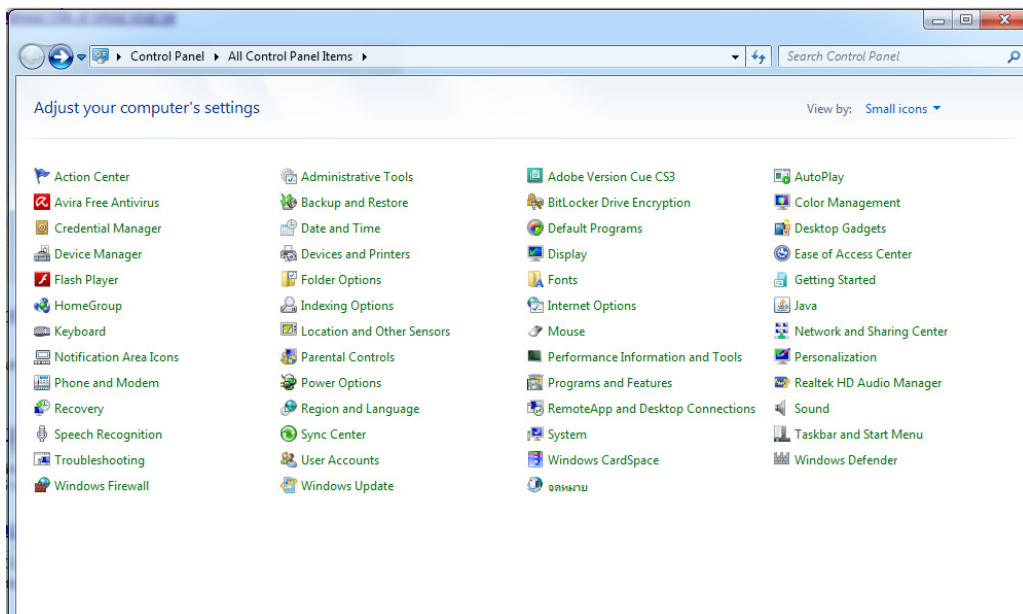 Control Panel ▸ All Control Panel Items ▸
Search Control Panel
Adjust your computer's settings
View by: Small icons
Action Center
Administrative Tools
Adobe Version Cue CS3
AutoPlay
Avira Free Antivirus
Backup and Restore
BitLocker Drive Encryption
Color Management
Credential Manager
Date and Time
Default Programs
Desktop Gadgets
Device Manager
Devices and Printers
Display
Ease of Access Center
Flash Player
Folder Options
Fonts
Getting Started
HomeGroup
Indexing Options
Internet Options
Java
Keyboard
Location and Other Sensors
Mouse
Network and Sharing Center
Notification Area Icons
Parental Controls
Performance Information and Tools
Personalization
Phone and Modem
Power Options
Programs and Features
Realtek HD Audio Manager
Recovery
Region and Language
RemoteApp and Desktop Connections
Sound
Speech Recognition
Sync Center
System
Taskbar and Start Menu
Troubleshooting
User Accounts
Windows CardSpace
Windows Defender
Windows Firewall
Windows Update
จดหมาย